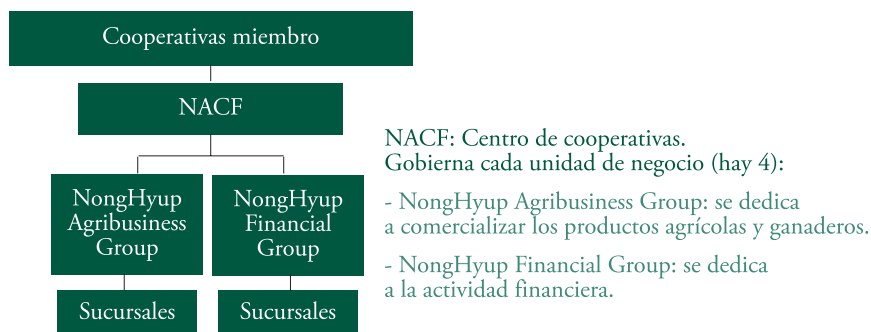 Cooperativas miembro
NACF
NongHyup
Agribusiness
Group
NongHyup
Financial
Group
Sucursales
Sucursales
NACF: Centro de cooperativas.
Gobierna cada unidad de negocio (hay 4):
- NongHyup Agribusiness Group: se dedica
a comercializar los productos agrícolas y ganaderos.
- NongHyup Financial Group: se dedica
a la actividad financiera.